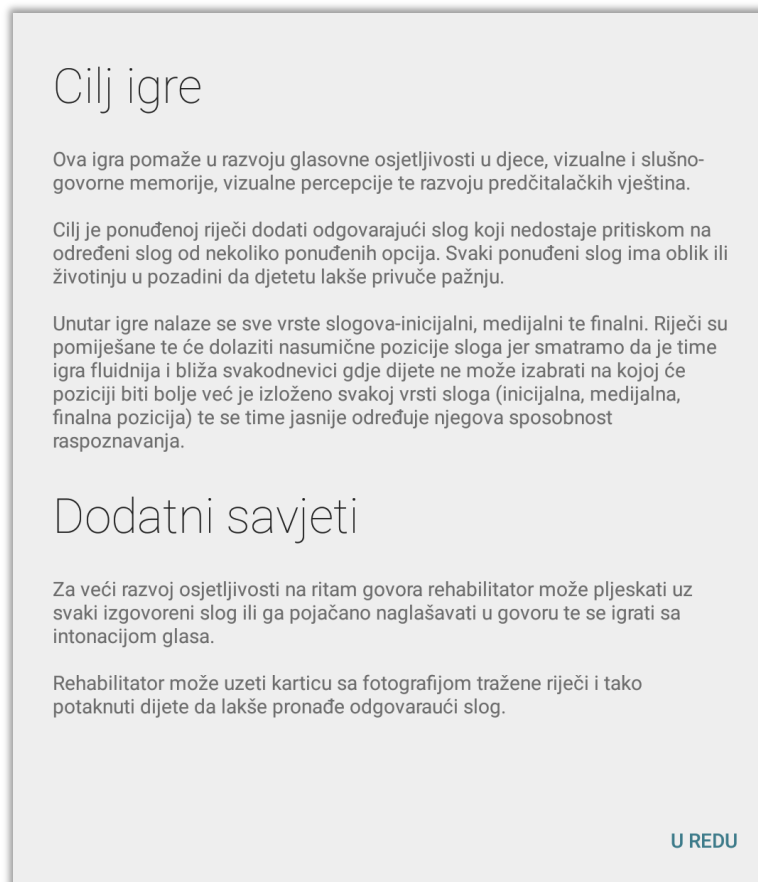 Cilj igre
Ova igra pomaže u razvoju glasovne osjetljivosti u djece, vizualne i slušno-
govorne memorije, vizualne percepcije te razvoju predčitalačkih vještina.
Cilj je ponuđenoj riječi dodati odgovarajući slog koji nedostaje pritiskom na
određeni slog od nekoliko ponuđenih opcija. Svaki ponuđeni slog ima oblik ili
životinju u pozadini da djetetu lakše privuče pažnju.
Unutar igre nalaze se sve vrste slogova-inicijalni, medijalni te finalni. Riječi su
pomiješane te će dolaziti nasumične pozicije sloga jer smatramo da je time
igra fluidnija i bliža svakodnevici gdje dijete ne može izabrati na kojoj će
poziciji biti bolje već je izloženo svakoj vrsti sloga (inicijalna, medijalna,
finalna pozicija) te se time jasnije određuje njegova sposobnost
raspoznavanja.
Dodatni savjeti
Za veći razvoj osjetljivosti na ritam govora rehabilitator može pljeskati uz
svaki izgovoreni slog ili ga pojačano naglašavati u govoru te se igrati sa
intonacijom glasa.
Rehabilitator može uzeti karticu sa fotografijom tražene riječi i tako
potaknuti dijete da lakše pronađe odgovaraući slog.
U REDU